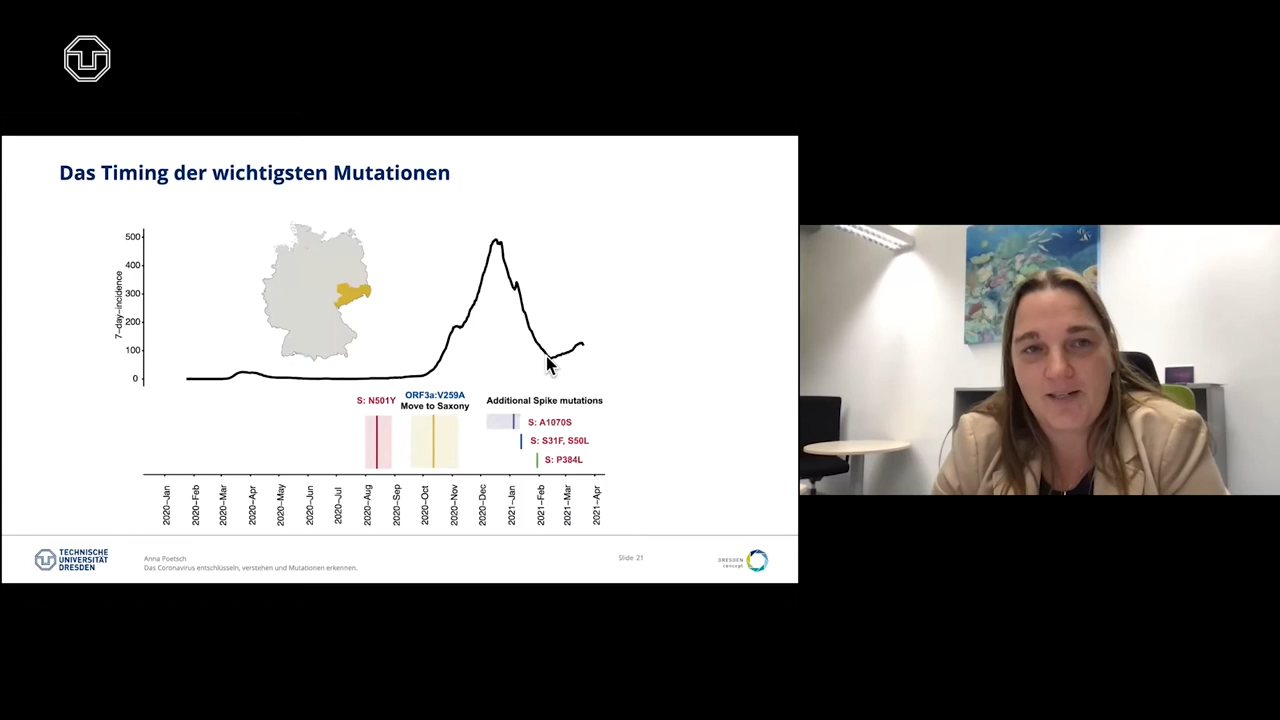 Das Timing der wichtigsten Mutationen
7-day-incidence
500
400
300
200
100
0
S: N501Y
ORF3a:V259A
Move to Saxony
Additional Spike mutations
S: A1070S
S: S31F, S50L
S: P384L
2020-Jan
2020-Feb
2020-Mar
2020-Apr
2020-May
2020-Jun
2020-Jul
2020-Aug
2020-Sep
2020-Oct
2020-Nov
2020-Dec
2021-Jan
2021-Feb
2021-Mar
2021-Apr
TECHNISCHE
UNIVERSITÄT
DRESDEN
Anna Poetsch
Das Coronavirus entschlüsseln, verstehen und Mutationen erkennen.
Slide 21
DRESDEN
concept